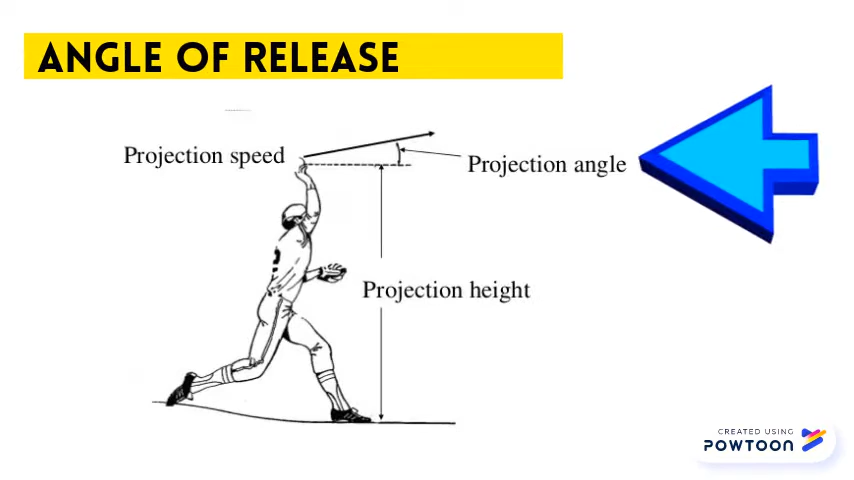 ANGLE OF RELEASE
Projection speed
Projection angle
Projection height
CREATED USING
POWTOON